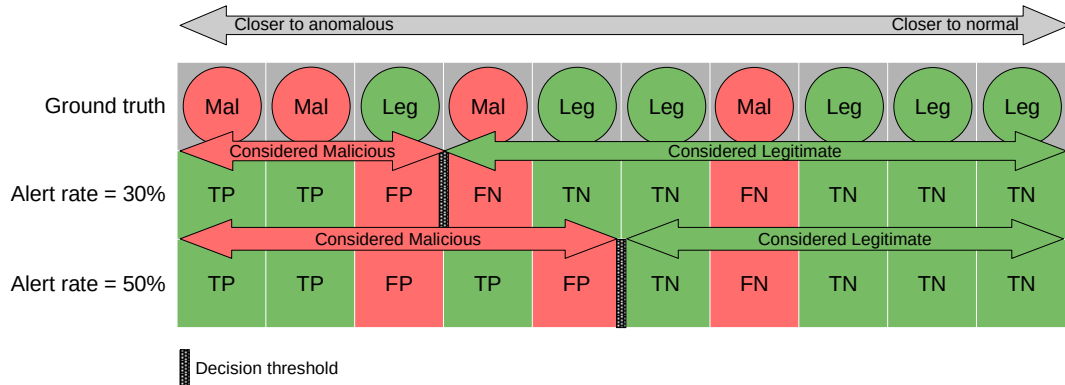 Closer to anomalous Closer to normal
Ground truth Mal Mal Leg Mal Leg Leg Mal Leg Leg Leg
Considered Malicious Considered Legitimate
Alert rate = 30% TP TP FP FN TN TN FN TN TN TN
Considered Malicious Considered Legitimate
Alert rate = 50% TP TP FP TP FP TN FN TN TN TN
Decision threshold